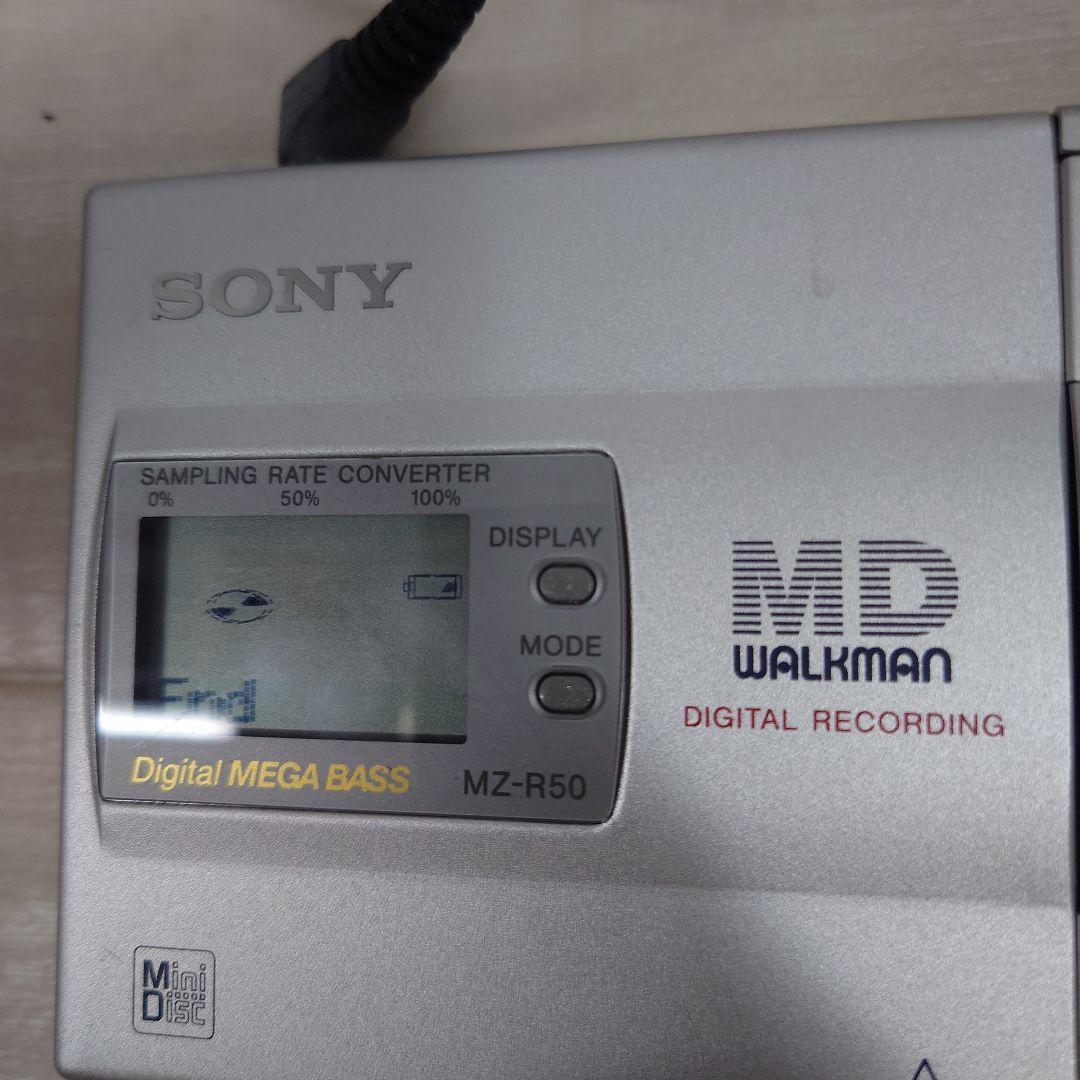 SONY
SAMPLING RATE CONVERTER
0% 50% 100%
DISPLAY
MODE
End
Digital MEGA BASS
MZ-R50
MD
WALKMAN
DIGITAL RECORDING
Mini
Disc